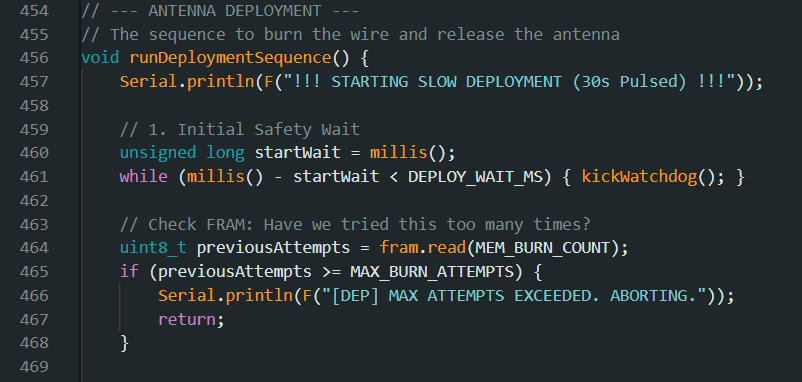 454 // --- ANTENNA DEPLOYMENT ---
455 // The sequence to burn the wire and release the antenna
456 void runDeploymentSequence() {
457     Serial.println(F("!!! STARTING SLOW DEPLOYMENT (30s Pulsed) !!!"));
458
459     // 1. Initial Safety Wait
460     unsigned long startWait = millis();
461     while (millis() - startWait < DEPLOY_WAIT_MS) { kickWatchdog(); }
462
463     // Check FRAM: Have we tried this too many times?
464     uint8_t previousAttempts = fram.read(MEM_BURN_COUNT);
465     if (previousAttempts >= MAX_BURN_ATTEMPTS) {
466         Serial.println(F("[DEP] MAX ATTEMPTS EXCEEDED. ABORTING."));
467         return;
468     }
469